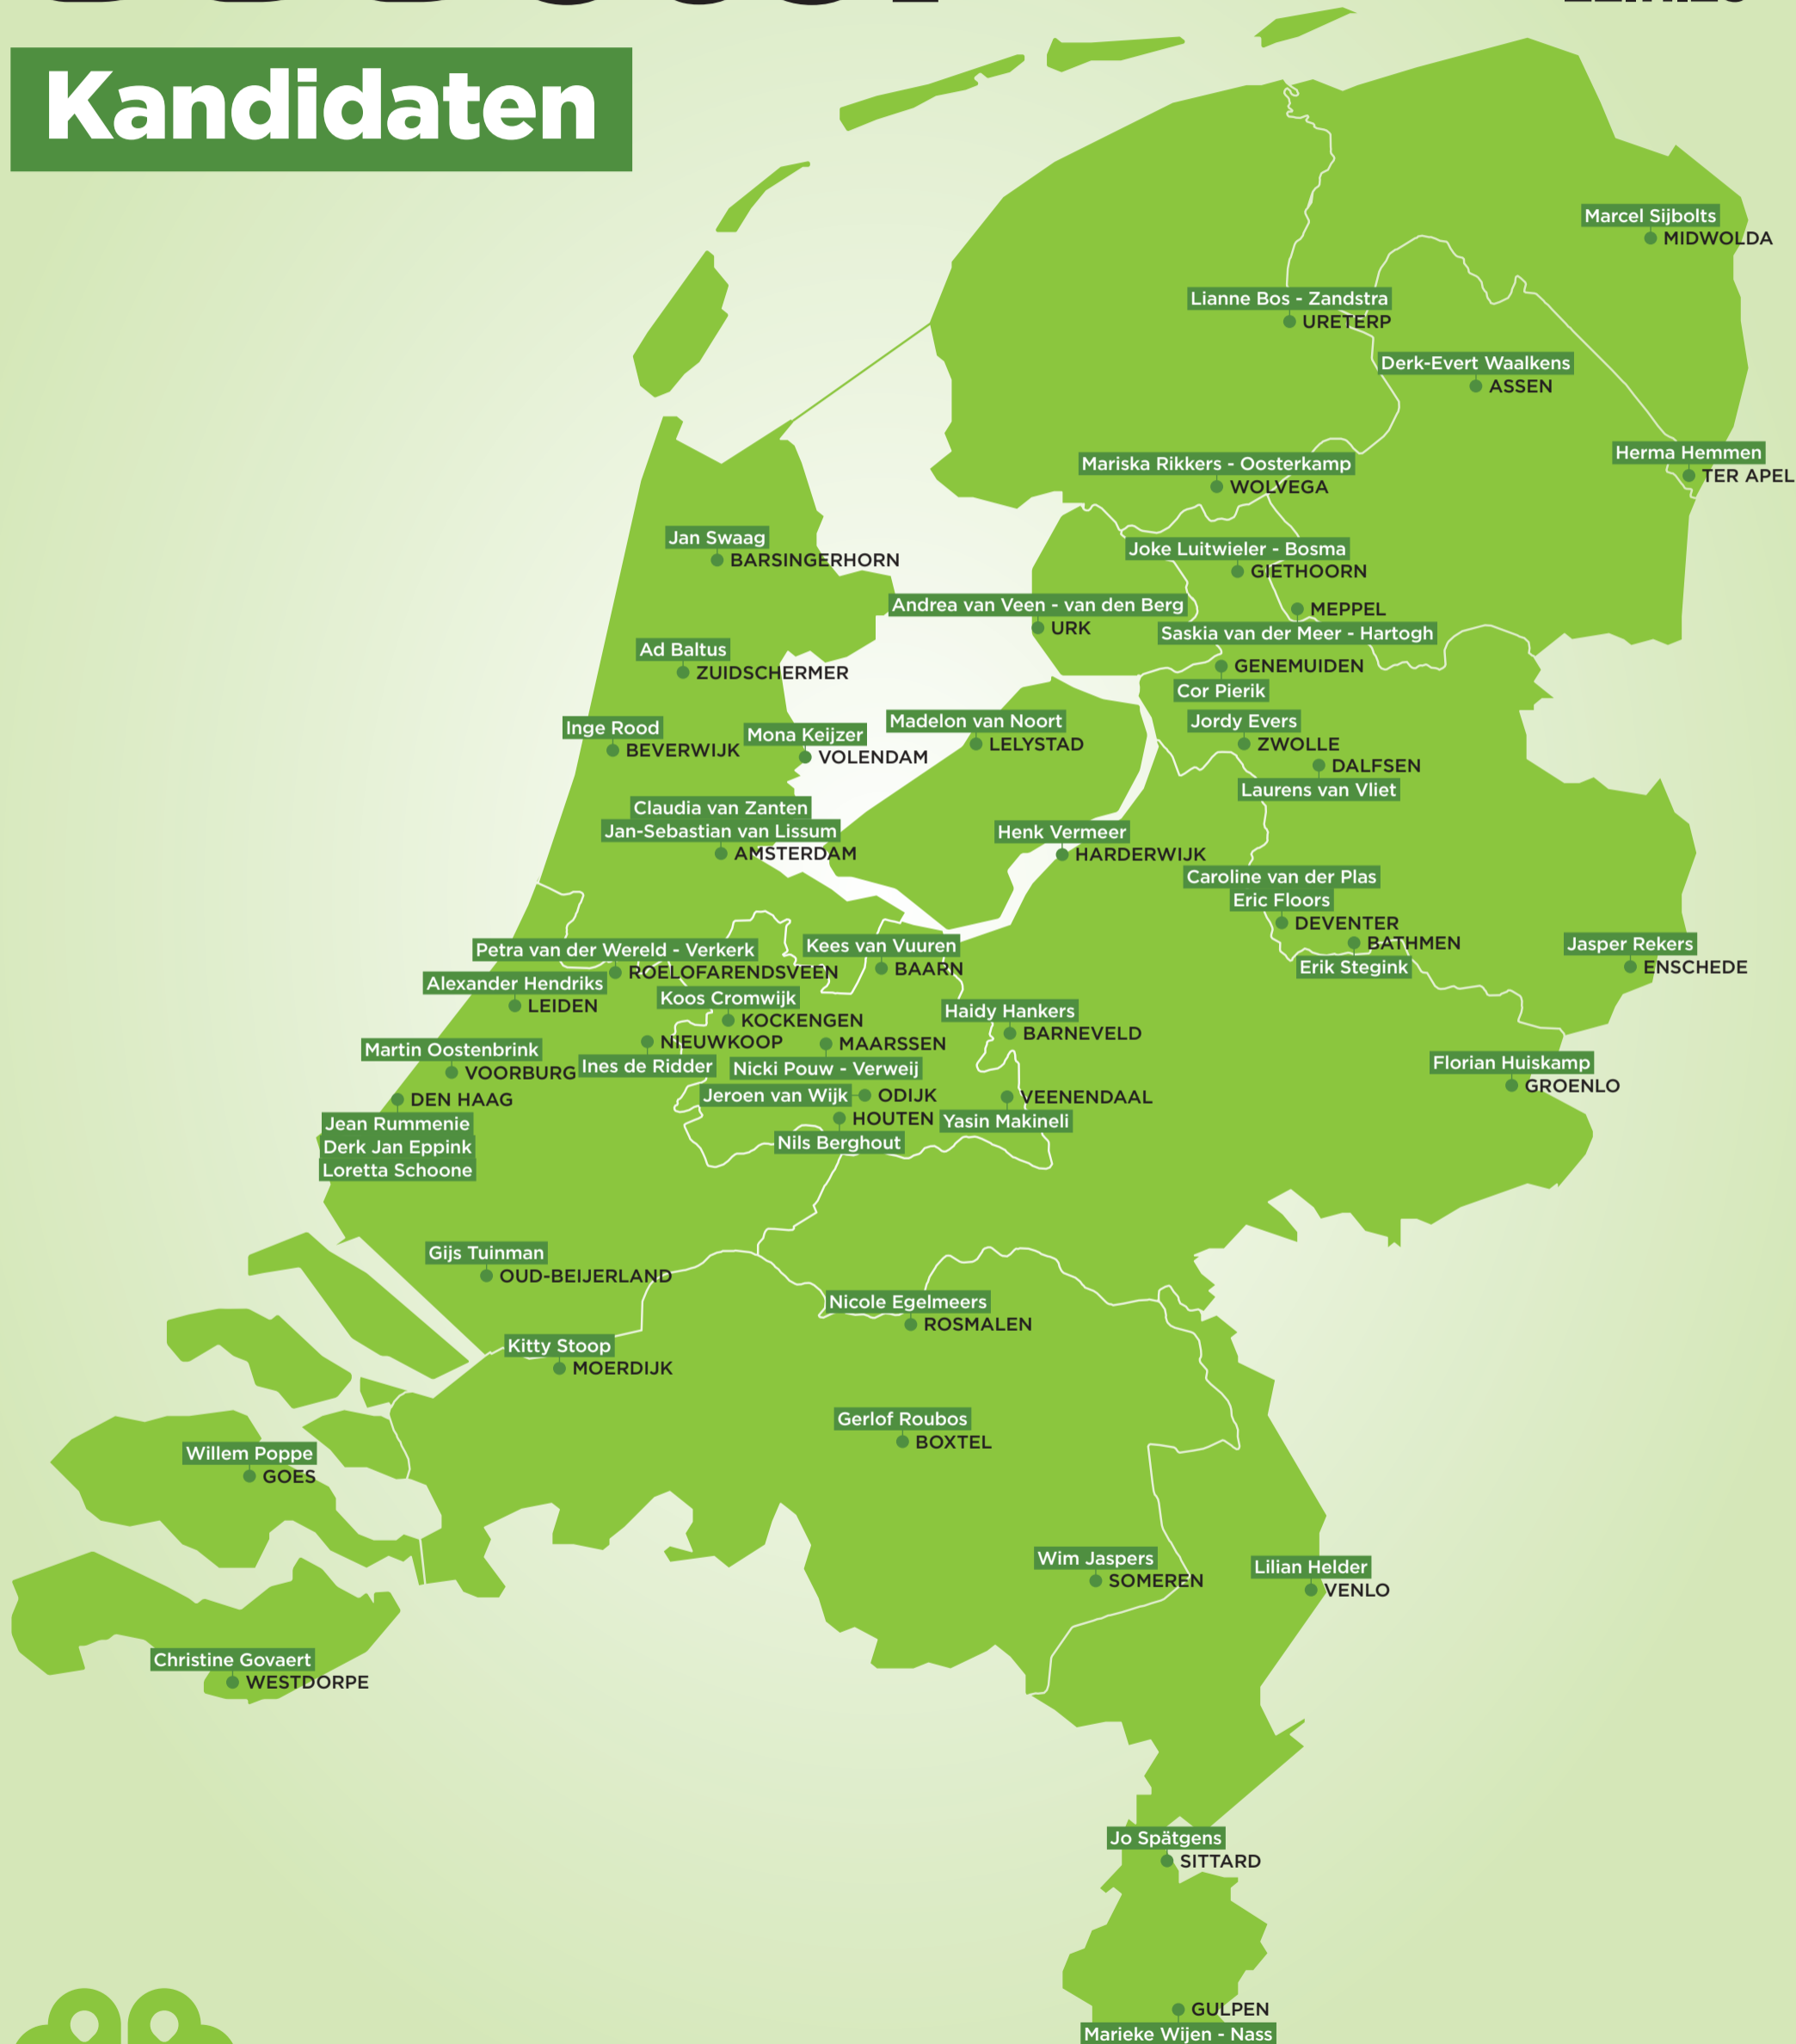 Kandidaten
Marcel Sijbolts
MIDWOLDA
Lianne Bos - Zandstra
URETERP
Derk-Evert Waalkens
ASSEN
Herma Hemmen
TER APEL
Mariska Rikkers - Oosterkamp
WOLVEGA
Jan Swaag
BARSINGERHORN
Joke Luitwieler - Bosma
GIETHOORN
Andrea van Veen - van den Berg
URK
MEPPEL
Saskia van der Meer - Hartogh
Ad Baltus
ZUIDSCHERMER
GENEMUIDEN
Cor Pierik
Inge Rood
BEVERWIJK
Mona Keijzer
VOLENDAM
Madelon van Noort
LELYSTAD
Jordy Evers
ZWOLLE
DALFSEN
Laurens van Vliet
Claudia van Zanten
Jan-Sebastian van Lissum
AMSTERDAM
Henk Vermeer
HARDERWIJK
Caroline van der Plas
Eric Floors
DEVENTER
BATHMEN
Erik Stegink
Jasper Rekers
ENSCHEDE
Petra van der Wereld - Verkerk
ROELOFARENDSVEEN
Kees van Vuuren
BAARN
Alexander Hendriks
LEIDEN
Koos Cromwijk
KOCKENGEN
Haidy Hankers
BARNEVELD
NIEUWKOOP
Ines de Ridder
MAARSSEN
Nicki Pouw - Verweij
Martin Oostenbrink
VOORBURG
Florian Huiskamp
GROENLO
Jeroen van Wijk
ODIJK
VEENENDAAL
Yasin Makineli
DEN HAAG
Jean Rummenie
Derk Jan Eppink
Loretta Schoone
HOUTEN
Nils Berghout
Gijs Tuinman
OUD-BEIJERLAND
Nicole Egelmeers
ROSMALEN
Kitty Stoop
MOERDIJK
Gerlof Roubos
BOXTEL
Willem Poppe
GOES
Wim Jaspers
SOMEREN
Lilian Helder
VENLO
Christine Govaert
WESTDORPE
Jo Spätgens
SITTARD
GULPEN
Marieke Wijen - Nass